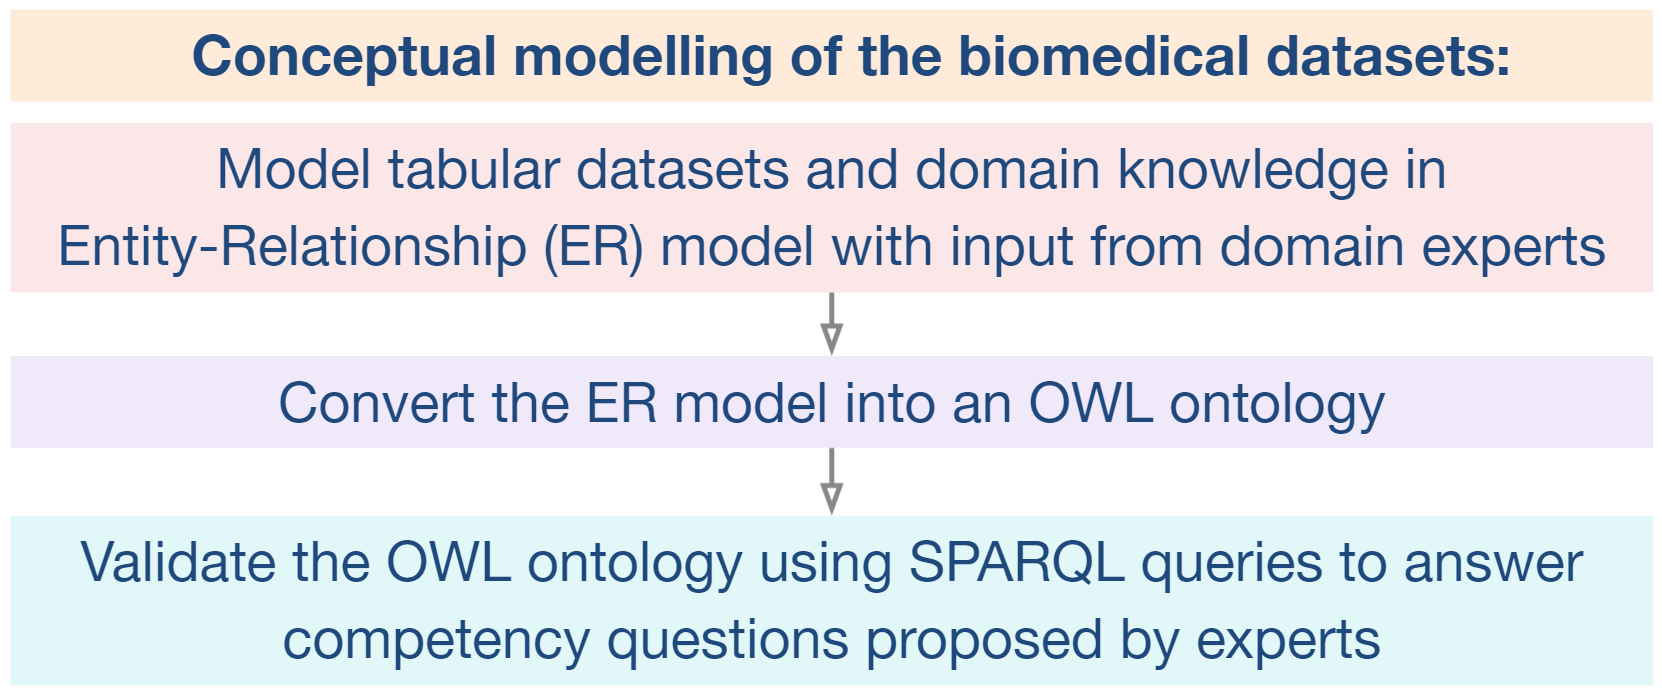 Conceptual modelling of the biomedical datasets:
Model tabular datasets and domain knowledge in
Entity-Relationship (ER) model with input from domain experts
Convert the ER model into an OWL ontology
Validate the OWL ontology using SPARQL queries to answer
competency questions proposed by experts